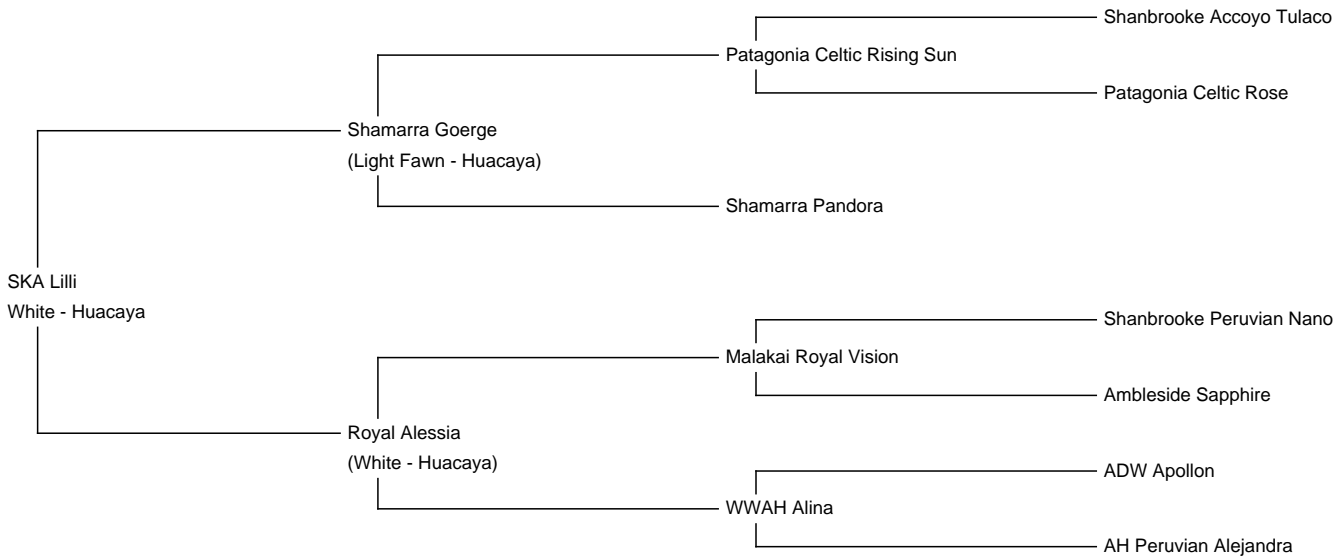 Shanbrooke Accoyo Tulaco
Patagonia Celtic Rising Sun
Patagonia Celtic Rose
Shamarra Goerge
(Light Fawn - Huacaya)
Shamarra Pandora
SKA Lilli
White - Huacaya
Shanbrooke Peruvian Nano
Malakai Royal Vision
Ambleside Sapphire
Royal Alessia
(White - Huacaya)
ADW Apollon
WWAH Alina
AH Peruvian Alejandra